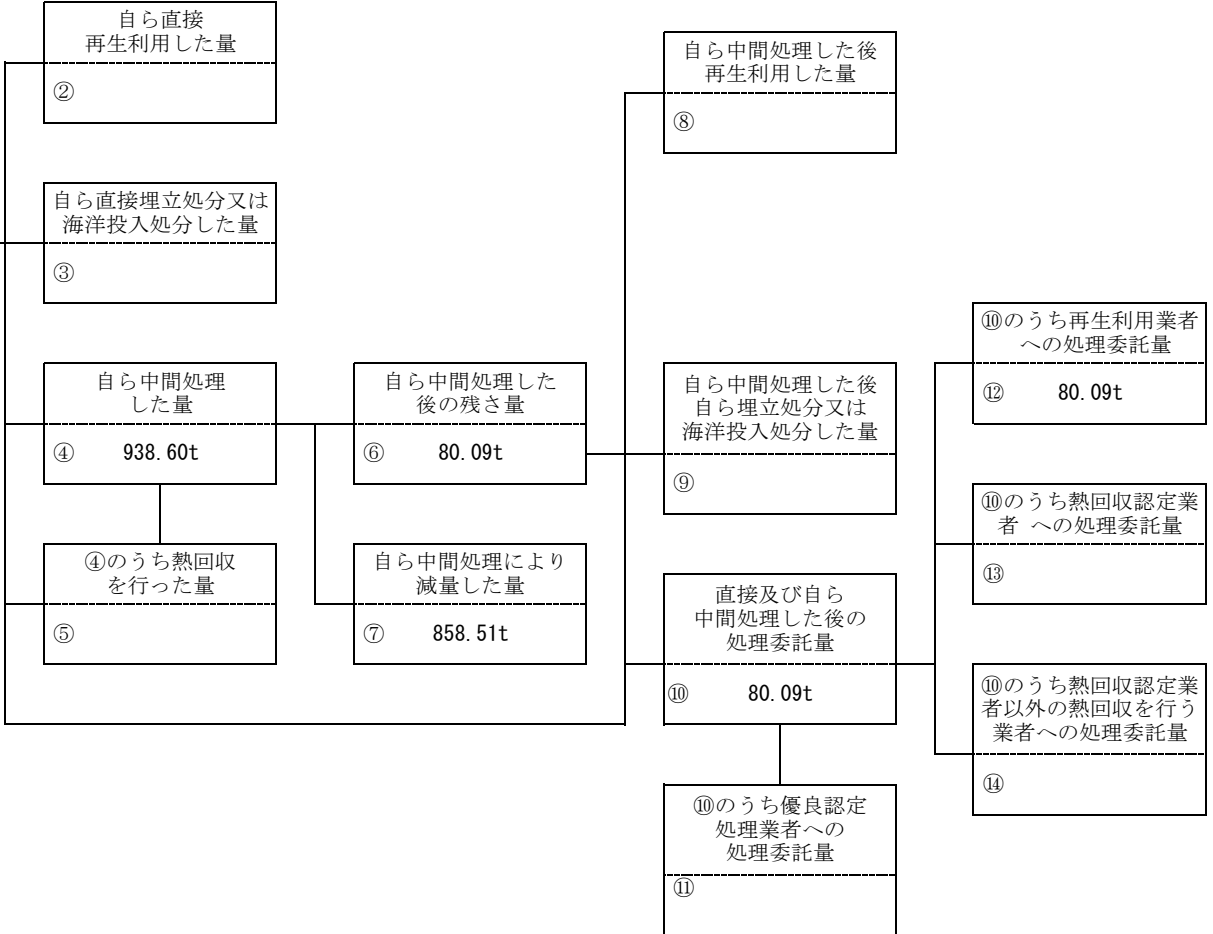 自ら直接
再生利用した量
②
自ら直接埋立処分又は
海洋投入処分した量
③
自ら中間処理
した量
④ 938.60t
④のうち熱回収
を行った量
⑤
自ら中間処理した
後の残さ量
⑥ 80.09t
自ら中間処理により
減量した量
⑦ 858.51t
自ら中間処理した後
再生利用した量
⑧
自ら中間処理した後
自ら埋立処分又は
海洋投入処分した量
⑨
直接及び自ら
中間処理した後の
処理委託量
⑩ 80.09t
⑩のうち優良認定
処理業者への
処理委託量
⑪
⑩のうち再生利用業者
への処理委託量
⑫ 80.09t
⑩のうち熱回収認定業
者 への処理委託量
⑬
⑩のうち熱回収認定業
者以外の熱回収を行う
業者への処理委託量
⑭